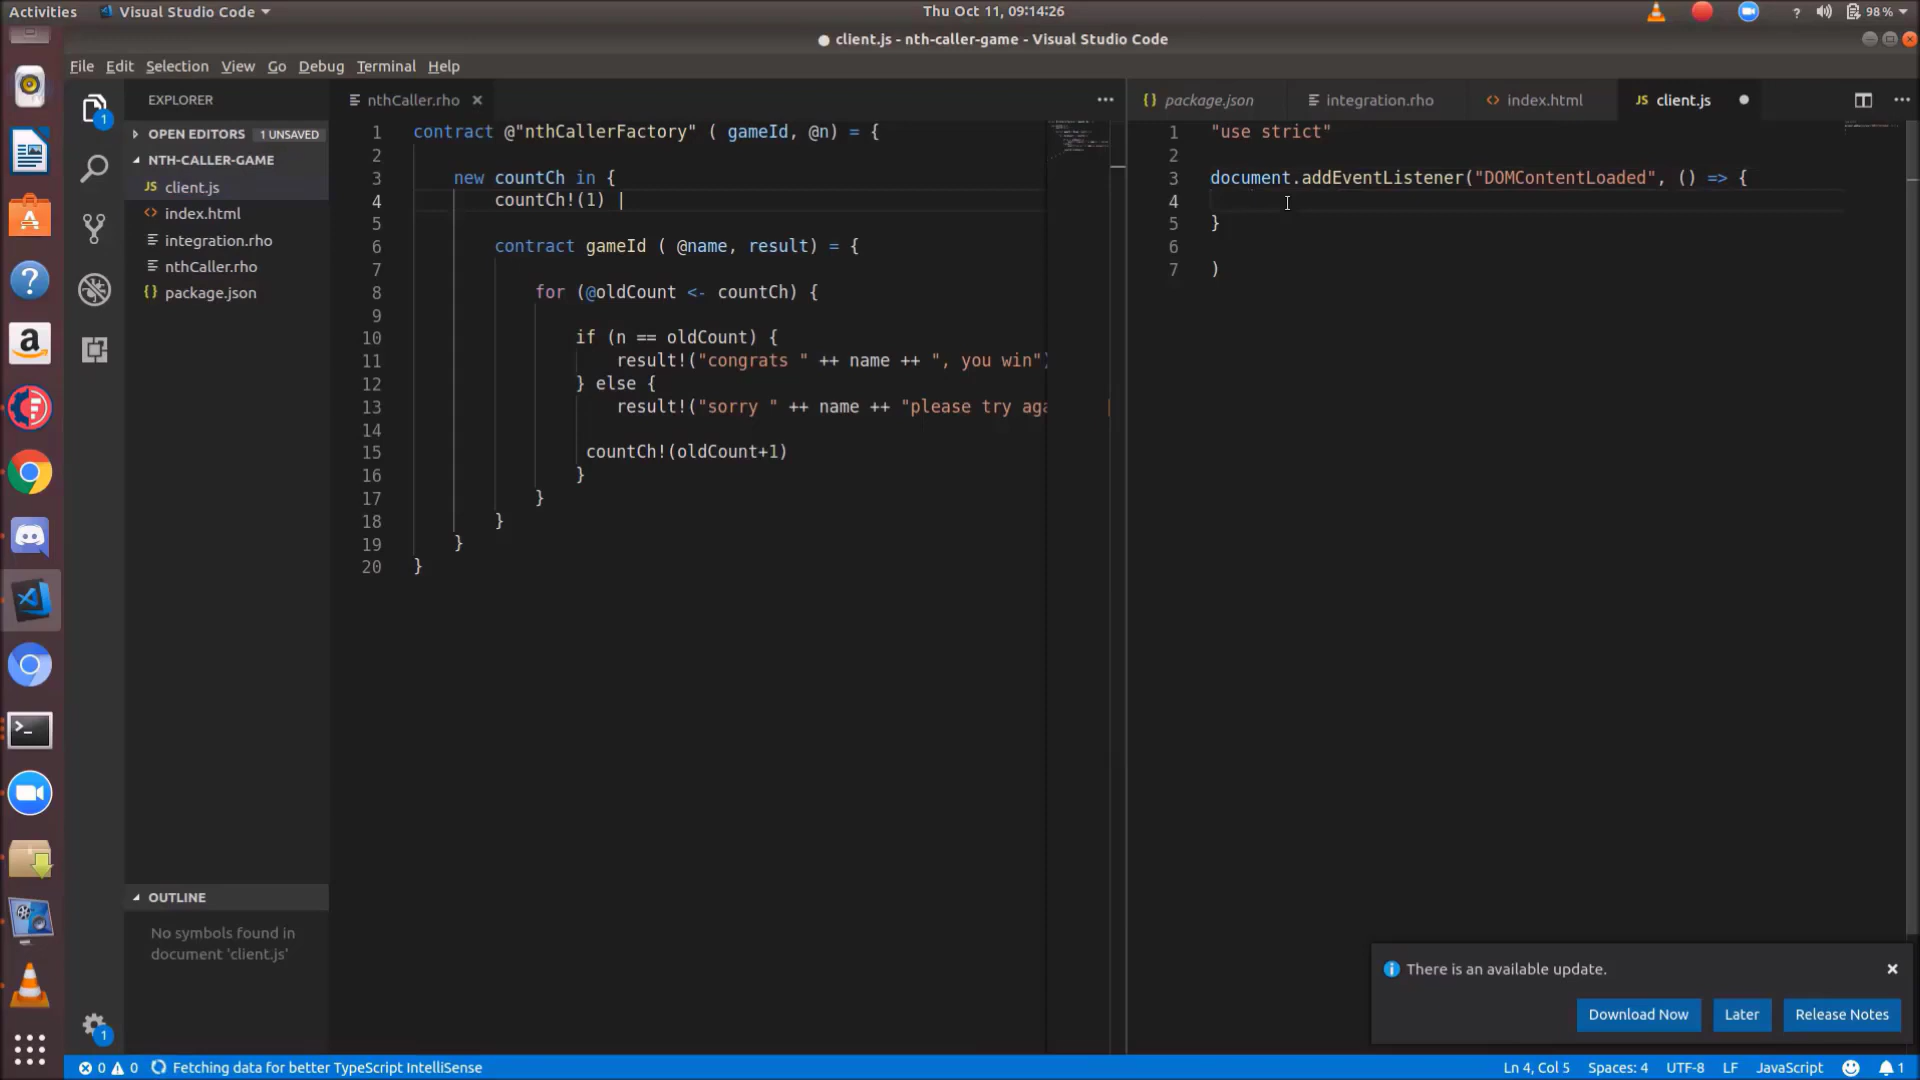 Activities
Visual Studio Code
Thu Oct 11, 09:14:26
? 98%
● client.js - nth-caller-game - Visual Studio Code
File Edit Selection View Go Debug Terminal Help
EXPLORER
OPEN EDITORS 1 UNSAVED
NTH-CALLER-GAME
JS client.js
<> index.html
integration.rho
nthCaller.rho
{} package.json
1
OUTLINE
No symbols found in
document 'client.js'
1
nthCaller.rho ×
1 contract @"nthCallerFactory" ( gameId, @n) = {
2
3 new countCh in {
4 countCh!(1) |
5
6 contract gameId ( @name, result) = {
7
8 for (@oldCount <- countCh) {
9
10 if (n == oldCount) {
11 result!("congrats " ++ name ++ ", you win")
12 } else {
13 result!("sorry " ++ name ++ "please try aga
14
15 countCh!(oldCount+1)
16 }
17 }
18 }
19 }
20 }
{} package.json
integration.rho
<> index.html
JS client.js ●
1 "use strict"
2
3 document.addEventListener("DOMContentLoaded", () => {
4
5 }
6
7 )
There is an available update.
Download Now
Later
Release Notes
0 0 Fetching data for better TypeScript IntelliSense
Ln 4, Col 5 Spaces: 4 UTF-8 LF JavaScript 1